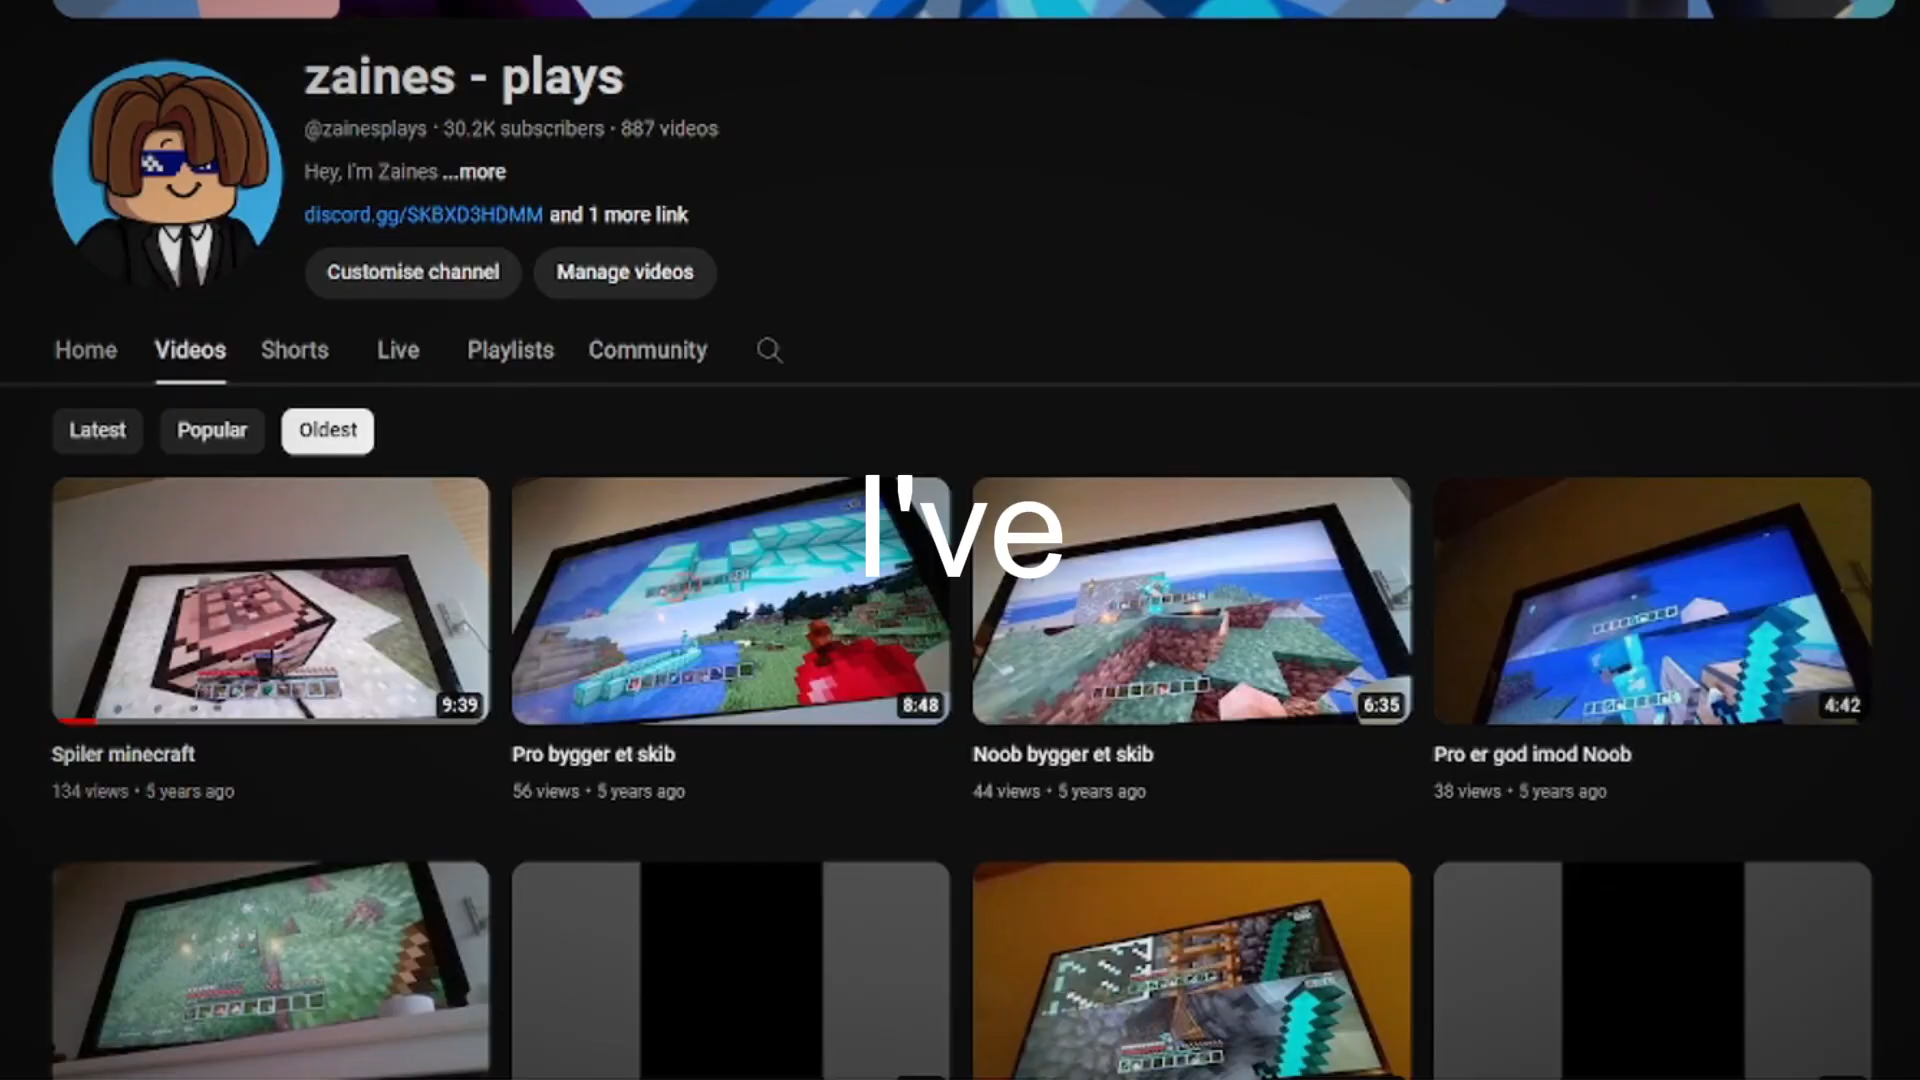 zaines - plays
@zainesplays · 30.2K subscribers · 887 videos
Hey, I'm Zaines ...more
discord.gg/SKBXD3HDMM and 1 more link
Customise channel Manage videos
Home Videos Shorts Live Playlists Community
Latest Popular Oldest
I've
9:39 8:48 6:35 4:42
Spiler minecraft Pro bygger et skib Noob bygger et skib Pro er god imod Noob
134 views · 5 years ago 56 views · 5 years ago 44 views · 5 years ago 38 views · 5 years ago